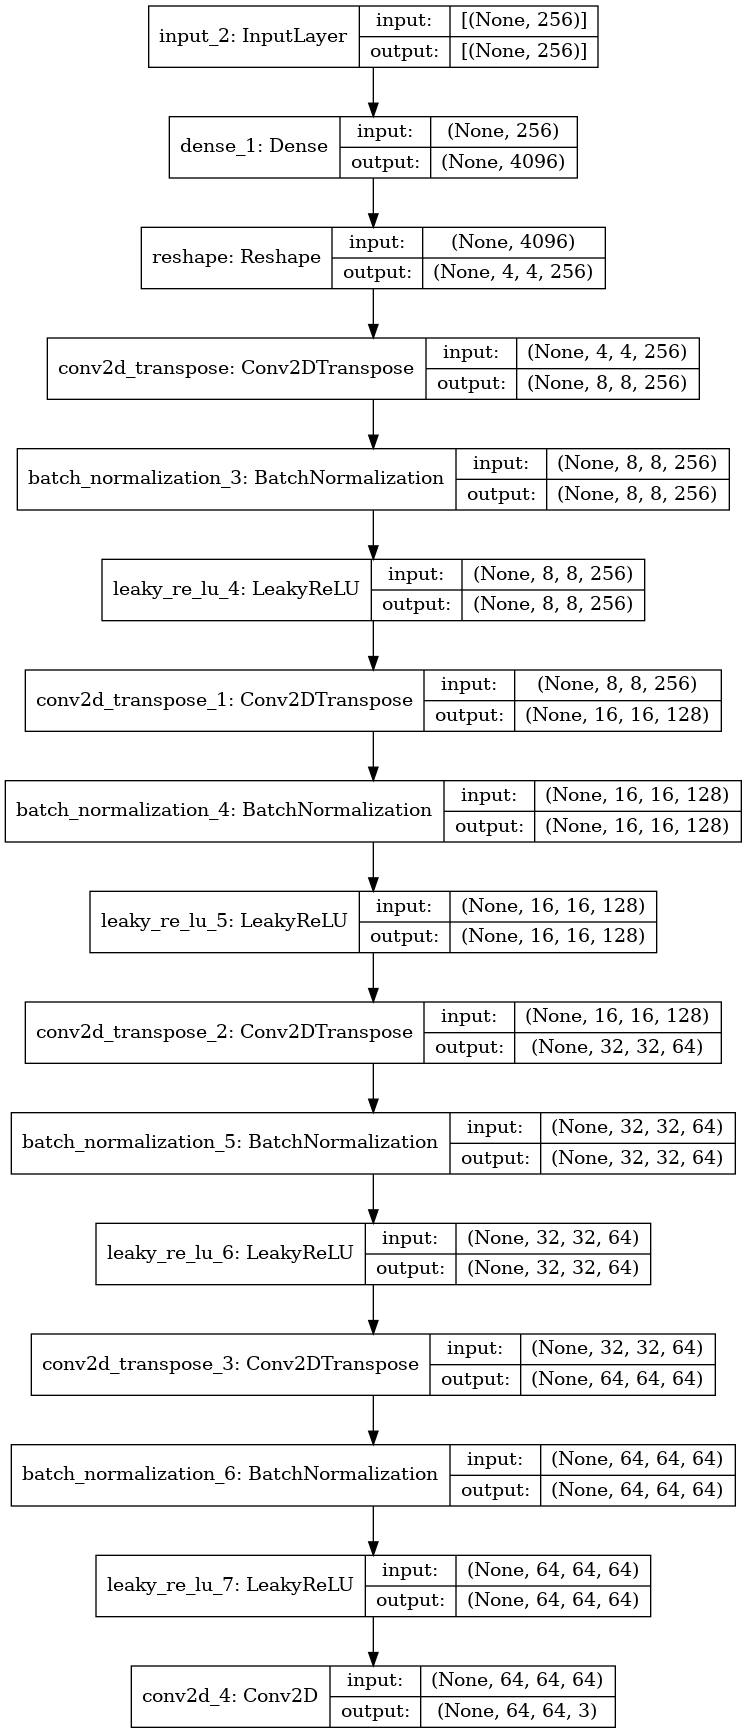 input_2: InputLayer
input: [(None, 256)]
output: [(None, 256)]
dense_1: Dense
input: (None, 256)
output: (None, 4096)
reshape: Reshape
input: (None, 4096)
output: (None, 4, 4, 256)
conv2d_transpose: Conv2DTranspose
input: (None, 4, 4, 256)
output: (None, 8, 8, 256)
batch_normalization_3: BatchNormalization
input: (None, 8, 8, 256)
output: (None, 8, 8, 256)
leaky_re_lu_4: LeakyReLU
input: (None, 8, 8, 256)
output: (None, 8, 8, 256)
conv2d_transpose_1: Conv2DTranspose
input: (None, 8, 8, 256)
output: (None, 16, 16, 128)
batch_normalization_4: BatchNormalization
input: (None, 16, 16, 128)
output: (None, 16, 16, 128)
leaky_re_lu_5: LeakyReLU
input: (None, 16, 16, 128)
output: (None, 16, 16, 128)
conv2d_transpose_2: Conv2DTranspose
input: (None, 16, 16, 128)
output: (None, 32, 32, 64)
batch_normalization_5: BatchNormalization
input: (None, 32, 32, 64)
output: (None, 32, 32, 64)
leaky_re_lu_6: LeakyReLU
input: (None, 32, 32, 64)
output: (None, 32, 32, 64)
conv2d_transpose_3: Conv2DTranspose
input: (None, 32, 32, 64)
output: (None, 64, 64, 64)
batch_normalization_6: BatchNormalization
input: (None, 64, 64, 64)
output: (None, 64, 64, 64)
leaky_re_lu_7: LeakyReLU
input: (None, 64, 64, 64)
output: (None, 64, 64, 64)
conv2d_4: Conv2D
input: (None, 64, 64, 64)
output: (None, 64, 64, 3)